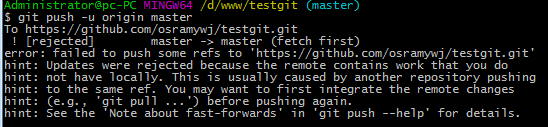 Administrator@pc-PC MINGW64 /d/www/testgit (master)
$ git push -u origin master
To https://github.com/osramywj/testgit.git
 ! [rejected]        master -> master (fetch first)
error: failed to push some refs to 'https://github.com/osramywj/testgit.git'
hint: Updates were rejected because the remote contains work that you do
hint: not have locally. This is usually caused by another repository pushing
hint: to the same ref. You may want to first integrate the remote changes
hint: (e.g., 'git pull ...') before pushing again.
hint: See the 'Note about fast-forwards' in 'git push --help' for details.